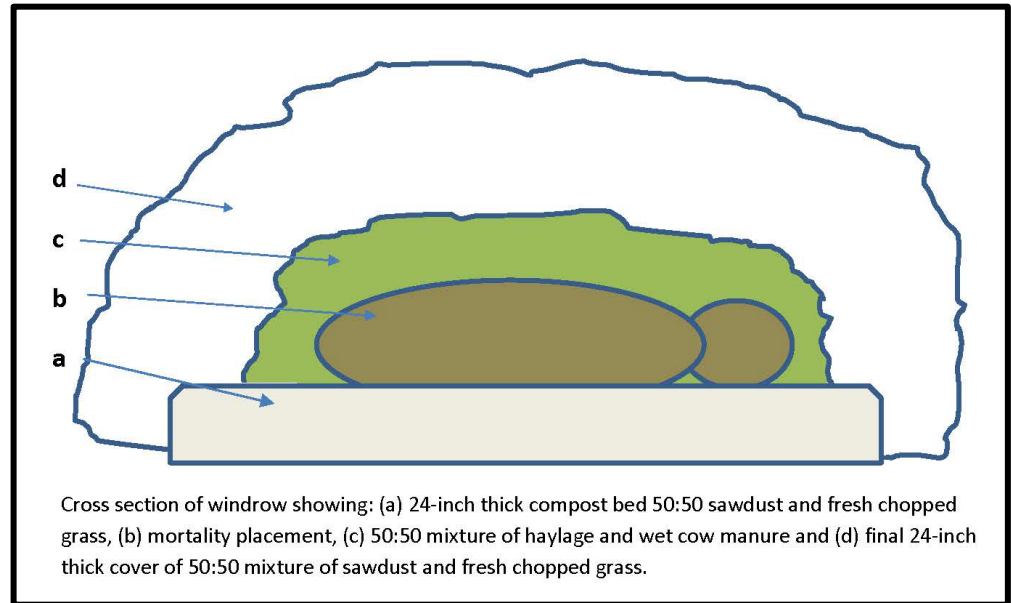 d
c
b
a
Cross section of windrow showing: (a) 24-inch thick compost bed 50:50 sawdust and fresh chopped
grass, (b) mortality placement, (c) 50:50 mixture of haylage and wet cow manure and (d) final 24-inch
thick cover of 50:50 mixture of sawdust and fresh chopped grass.